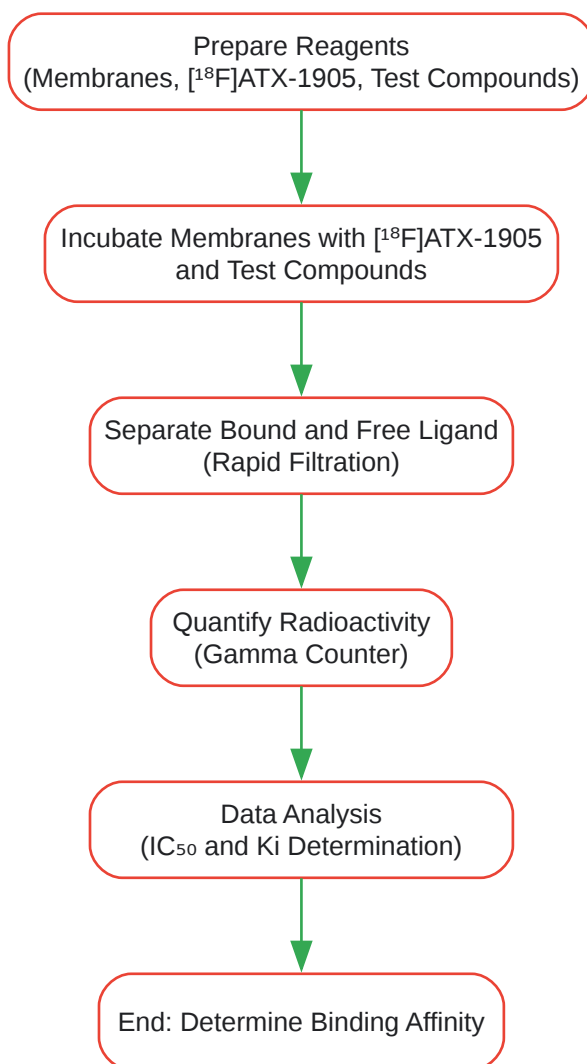 Prepare Reagents
(Membranes, [¹⁸F]ATX-1905, Test Compounds)
Incubate Membranes with [¹⁸F]ATX-1905
and Test Compounds
Separate Bound and Free Ligand
(Rapid Filtration)
Quantify Radioactivity
(Gamma Counter)
Data Analysis
(IC₅₀ and Ki Determination)
End: Determine Binding Affinity